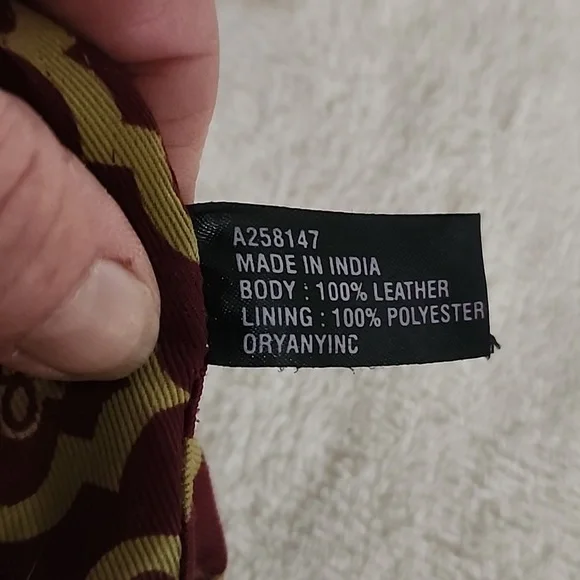 A258147
MADE IN INDIA
BODY : 100% LEATHER
LINING : 100% POLYESTER
ORYANYINC